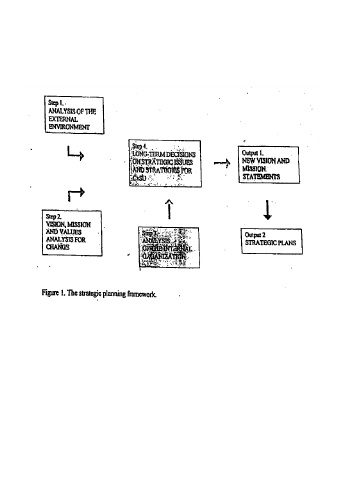 Step 1.
ANALYSIS OF THE
EXTERNAL
ENVIRONMENT
Step 4.
LONG-TERM DECISIONS
ON STRATEGIC ISSUES
AND STRATEGIES FOR
Output 1.
NEW VISION AND
MISSION
STATEMENTS
Step 2.
VISION, MISSION
AND VALUES
ANALYSIS FOR
CHANGE
Step 3.
ANALYSIS
OF THE INTERNAL
ORGANIZATION
Output 2
STRATEGIC PLANS
Figure 1. The strategic planning framework.